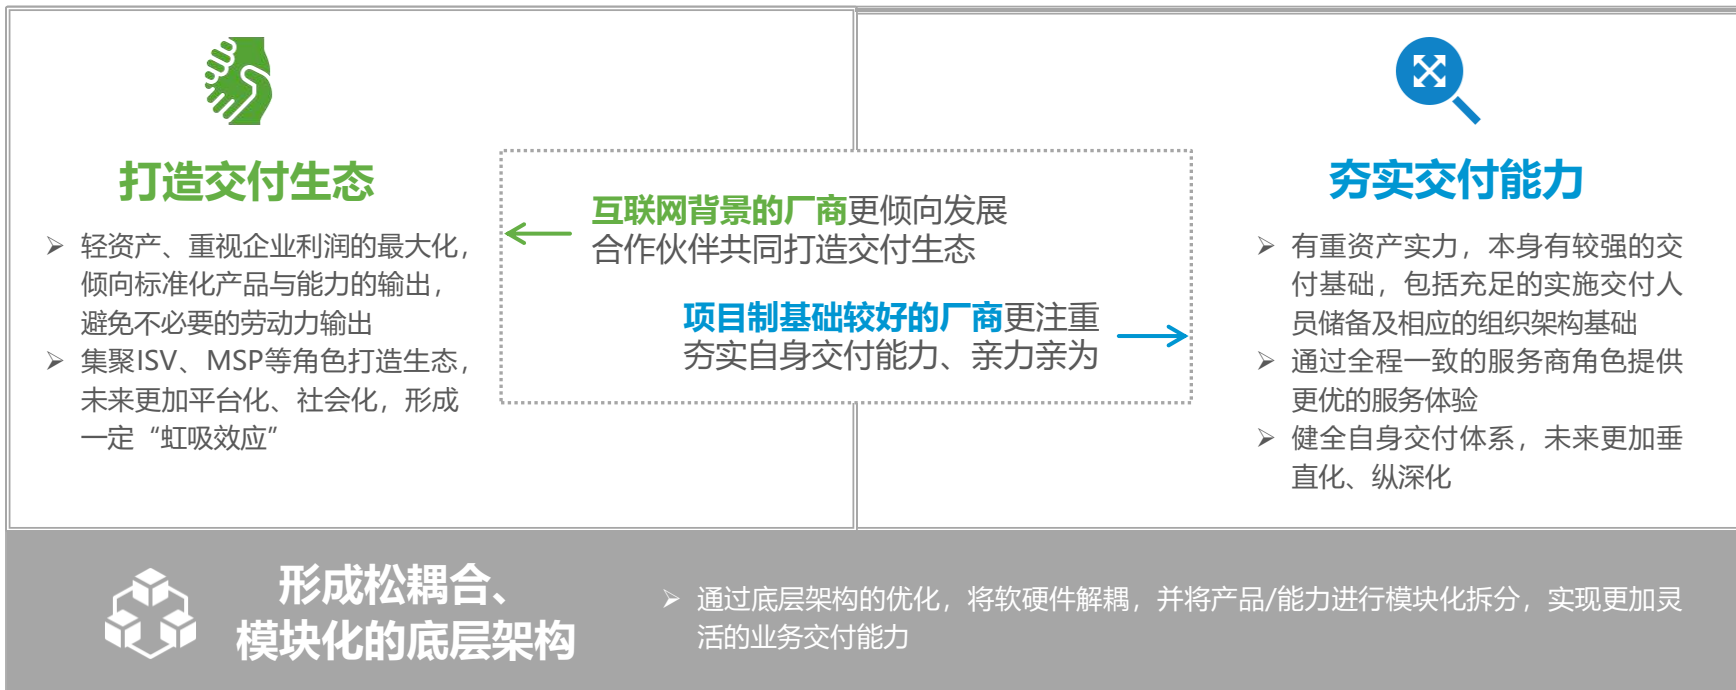 打造交付生态
➢ 轻资产、重视企业利润的最大化，
倾向标准化产品与能力的输出，
避免不必要的劳动力输出
➢ 集聚ISV、MSP等角色打造生态，
未来更加平台化、社会化，形成
一定“虹吸效应”
互联网背景的厂商更倾向发展
合作伙伴共同打造交付生态
项目制基础较好的厂商更注重
夯实自身交付能力、亲力亲为
夯实交付能力
➢ 有重资产实力，本身有较强的交
付基础，包括充足的实施交付人
员储备及相应的组织架构基础
➢ 通过全程一致的服务商角色提供
更优的服务体验
➢ 健全自身交付体系，未来更加垂
直化、纵深化
形成松耦合、
模块化的底层架构
➢ 通过底层架构的优化，将软硬件解耦，并将产品/能力进行模块化拆分，实现更加灵
活的业务交付能力